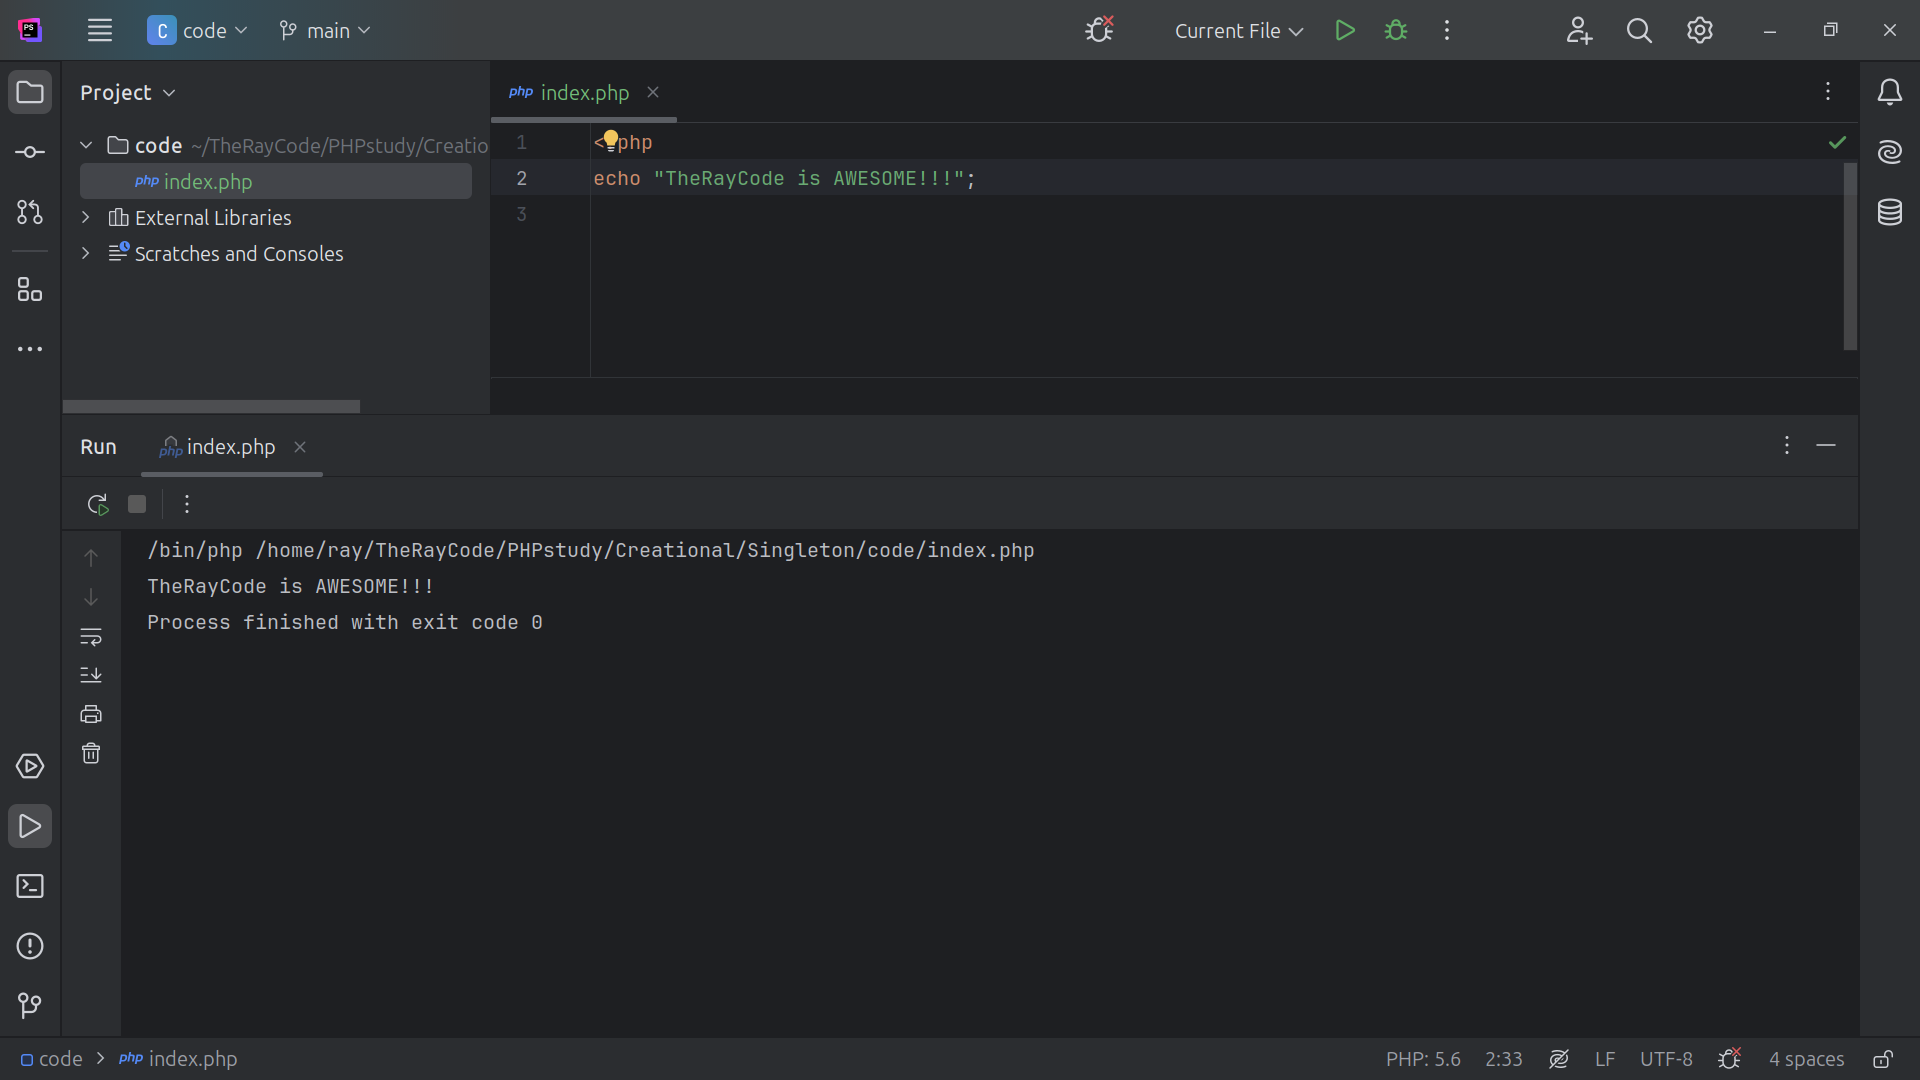 PS
C code main Current File
Project
php index.php
code ~/TheRayCode/PHPstudy/Creatio
php index.php
External Libraries
Scratches and Consoles
1 <?php
2 echo "TheRayCode is AWESOME!!!";
3
Run php index.php
/bin/php /home/ray/TheRayCode/PHPstudy/Creational/Singleton/code/index.php
TheRayCode is AWESOME!!!
Process finished with exit code 0
code > php index.php PHP: 5.6 2:33 LF UTF-8 4 spaces